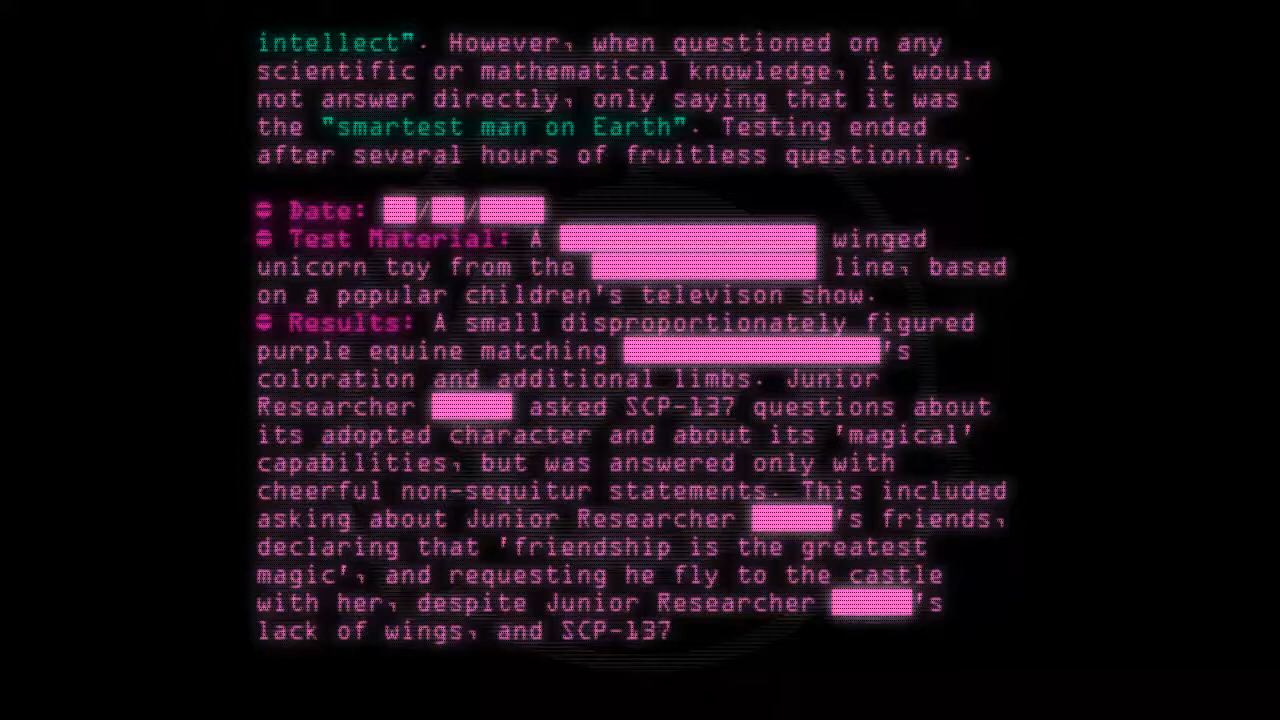 intellect". However, when questioned on any
scientific or mathematical knowledge, it would
not answer directly, only saying that it was
the "smartest man on Earth". Testing ended
after several hours of fruitless questioning.
= Date: ██/██/████
= Test Material: A ████████████████ winged
unicorn toy from the ██████████████ line, based
on a popular children's televison show.
= Results: A small disproportionately figured
purple equine matching ████████████████'s
coloration and additional limbs. Junior
Researcher █████ asked SCP-137 questions about
its adopted character and about its 'magical'
capabilities, but was answered only with
cheerful non-sequitur statements. This included
asking about Junior Researcher █████'s friends,
declaring that 'friendship is the greatest
magic', and requesting he fly to the castle
with her, despite Junior Researcher █████'s
lack of wings, and SCP-137